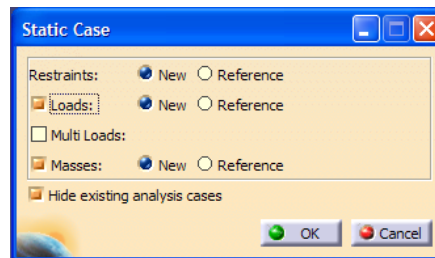 Static Case
Restraints: New Reference
Loads: New Reference
Multi Loads:
Masses: New Reference
Hide existing analysis cases
OK Cancel